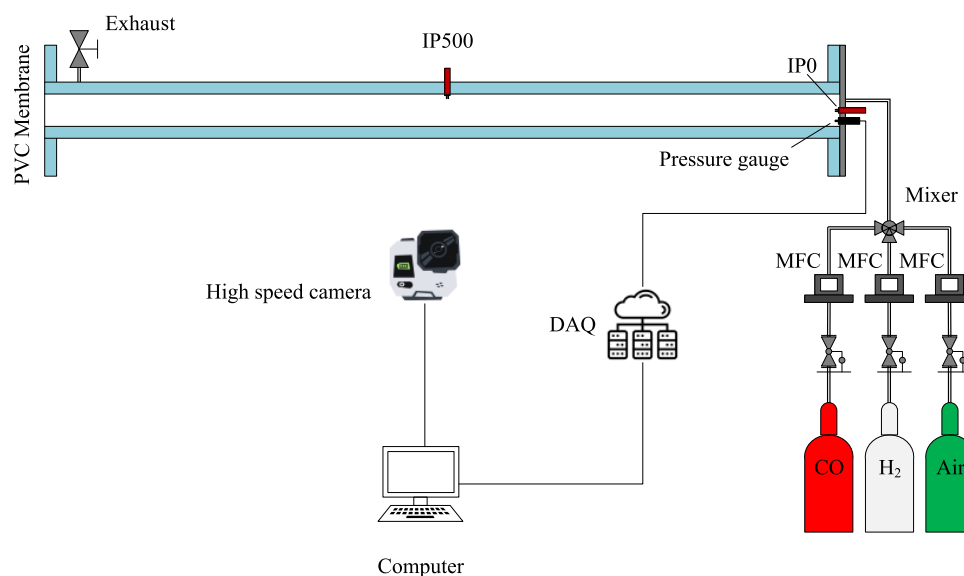 Exhaust
IP500
IP0
PVC Membrane
Pressure gauge
Mixer
MFC MFC MFC
High speed camera
DAQ
CO H₂ Air
Computer